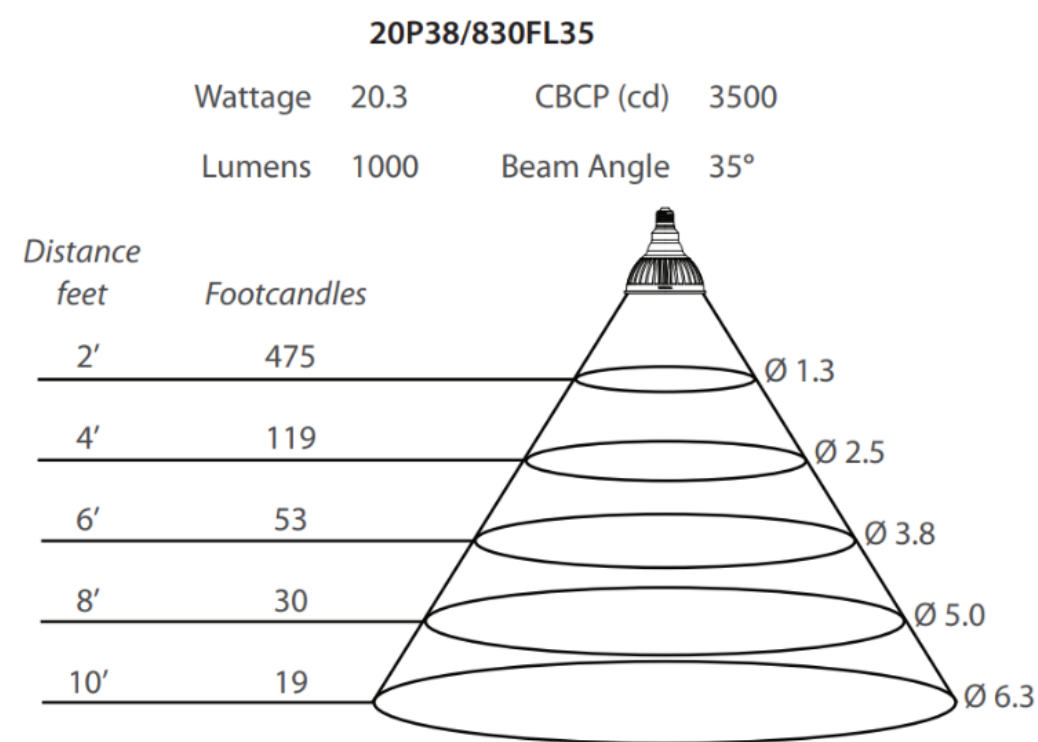 20P38/830FL35
Wattage 20.3 CBCP (cd) 3500
Lumens 1000 Beam Angle 35°
Distance
feet Footcandles
2′ 475 Ø 1.3
4′ 119 Ø 2.5
6′ 53 Ø 3.8
8′ 30 Ø 5.0
10′ 19 Ø 6.3